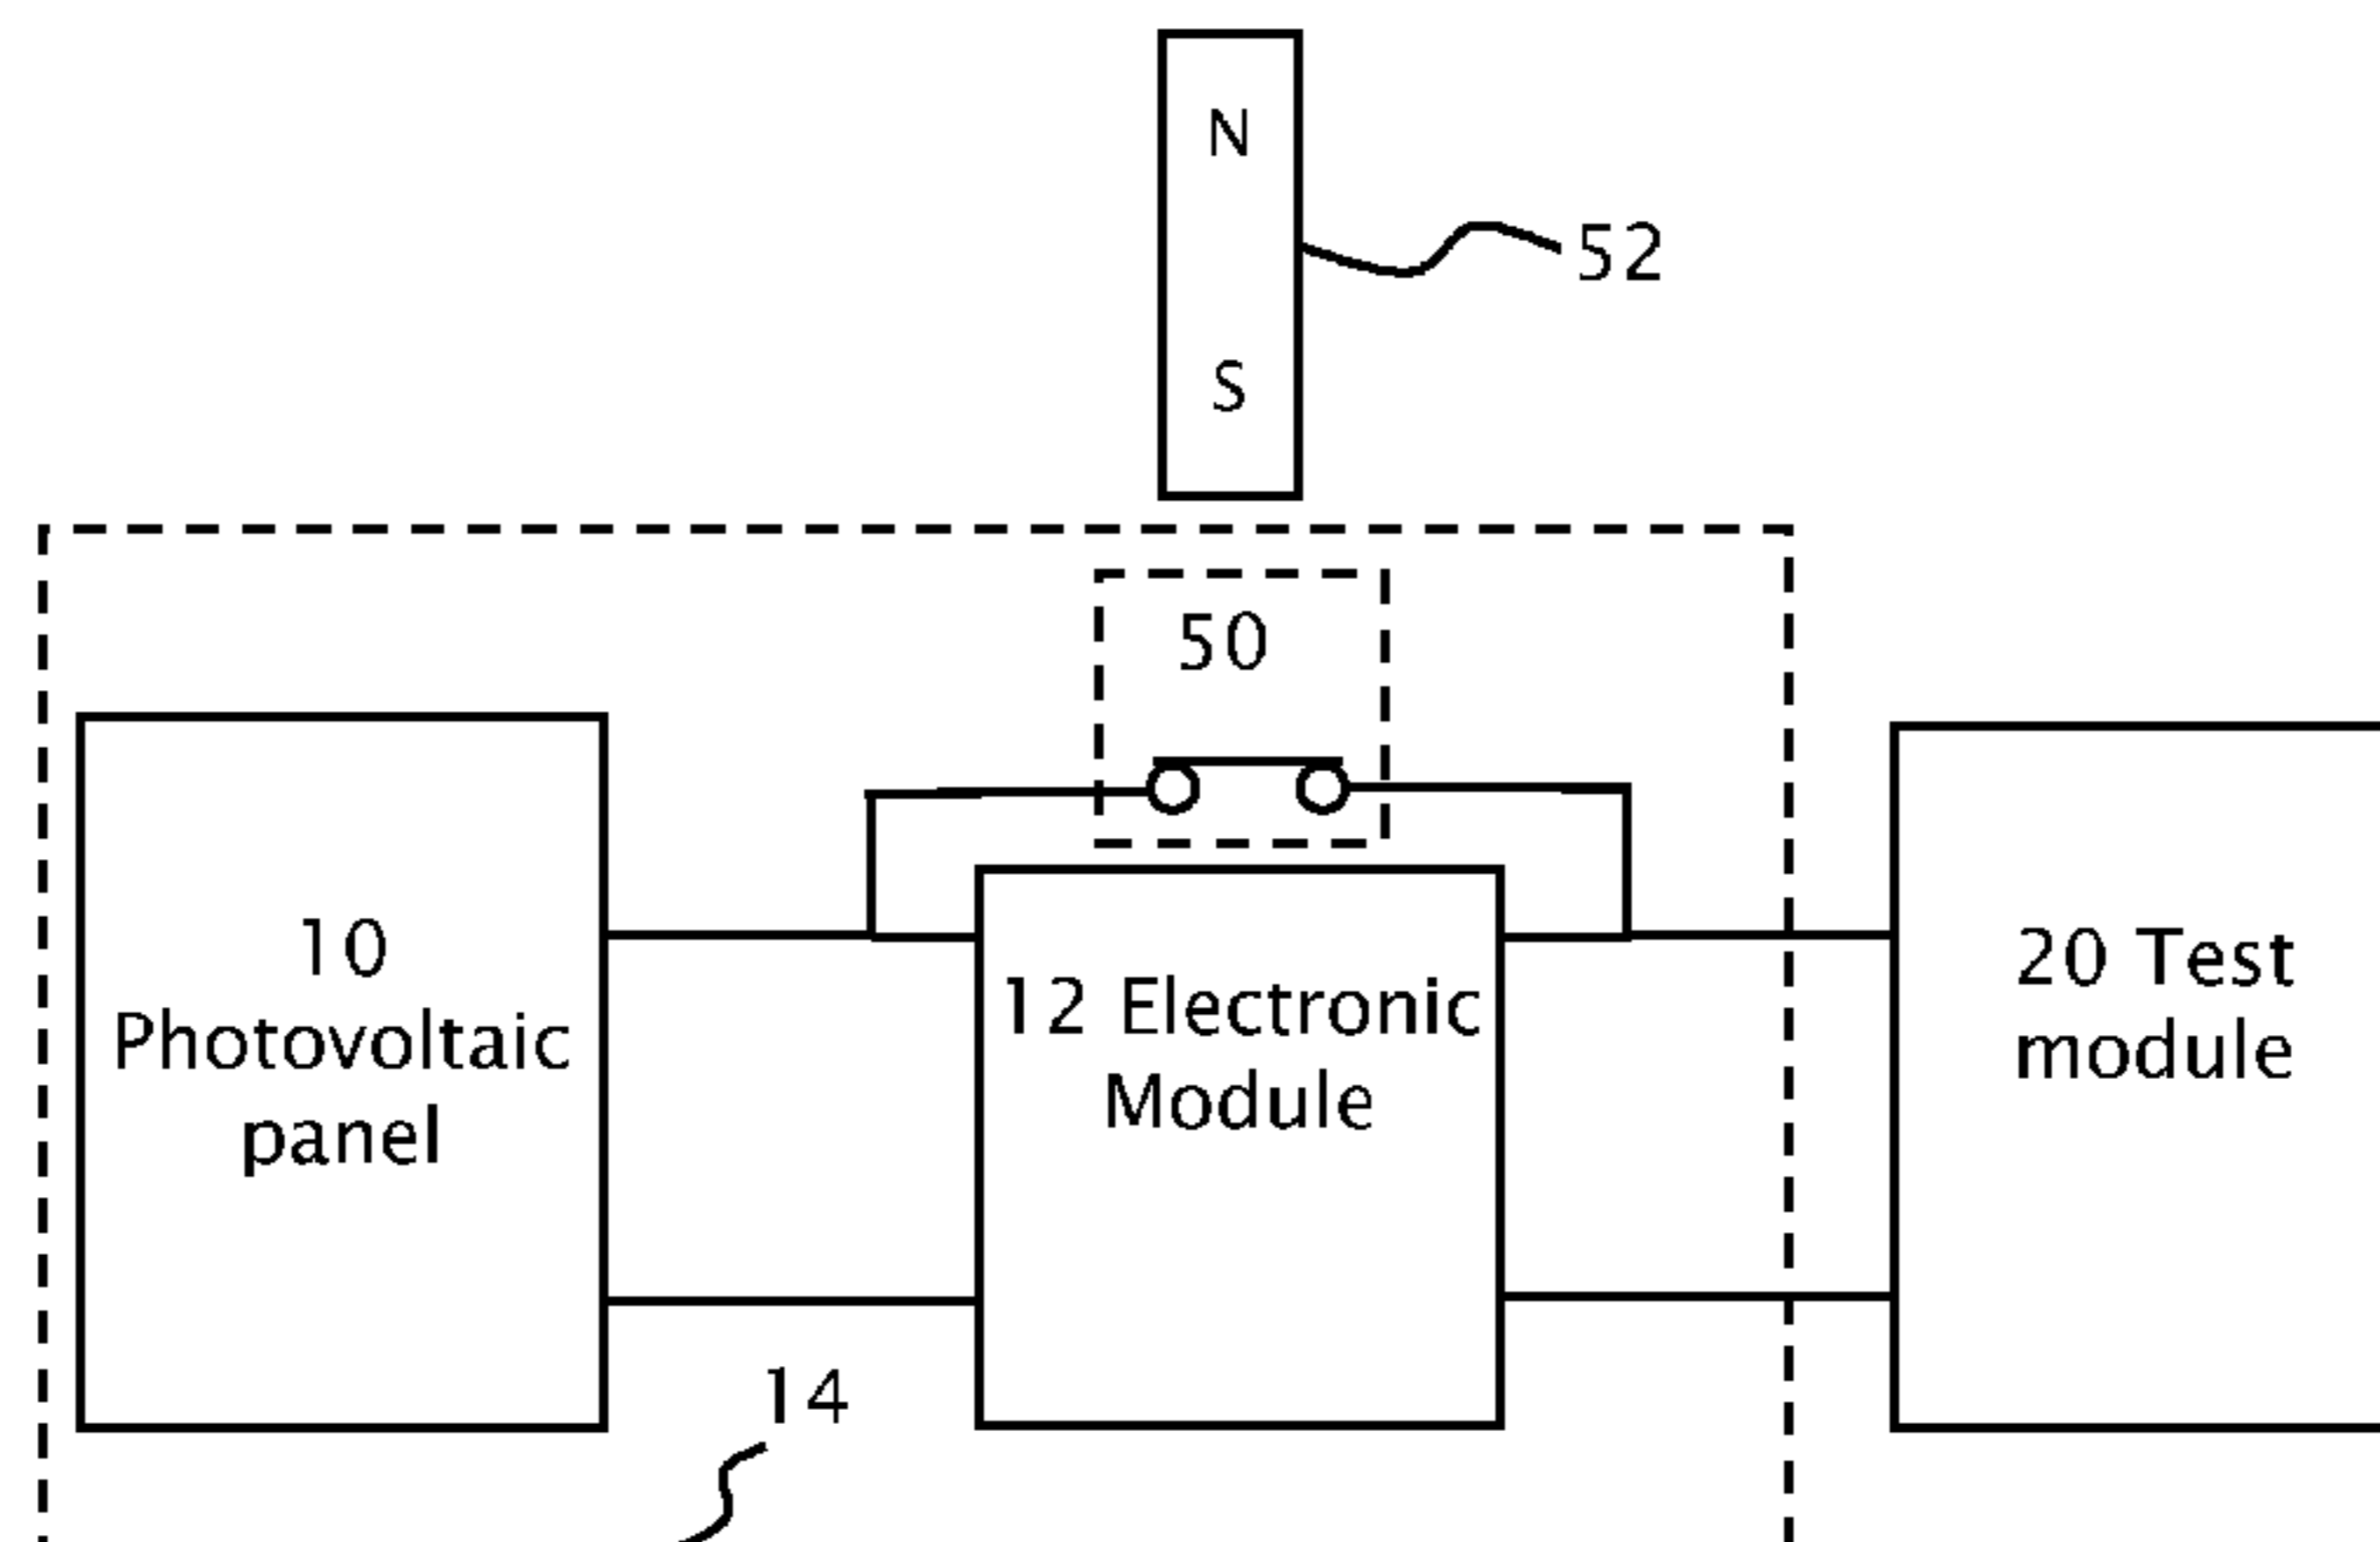 N
52
S
50
10
Photovoltaic
panel
12 Electronic
Module
20 Test
module
14